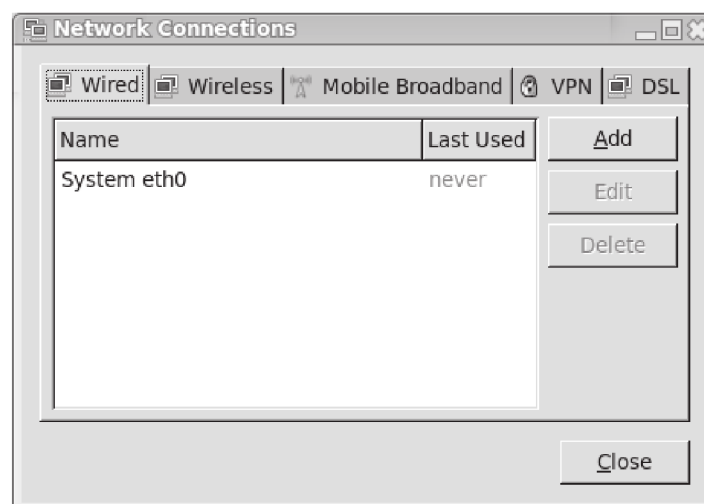 Network Connections
Wired Wireless Mobile Broadband VPN DSL
Name Last Used Add
System eth0 never Edit
Delete
Close